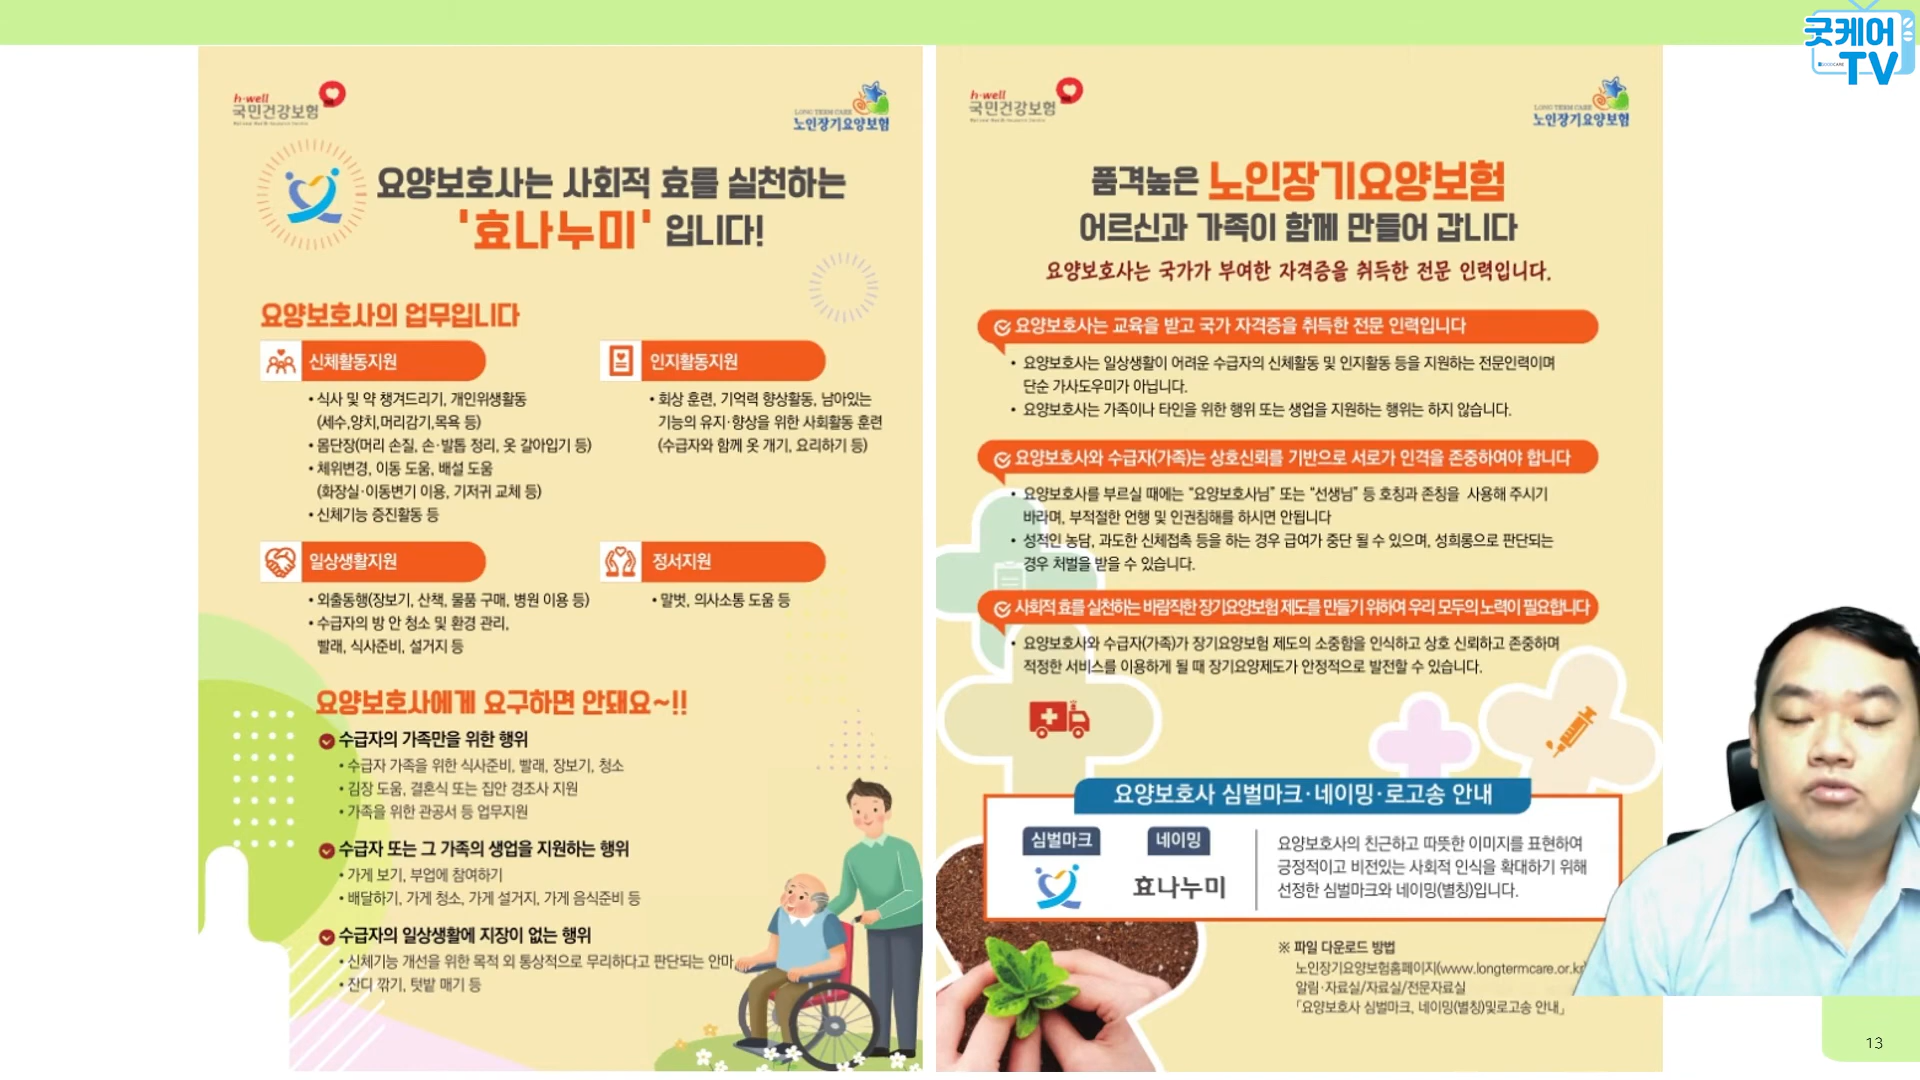 굿케어
TV
h·well
국민건강보험
LONG TERM CARE
노인장기요양보험
요양보호사는 사회적 효를 실천하는
'효나누미' 입니다!
요양보호사의 업무입니다
신체활동지원
• 식사 및 약 챙겨드리기, 개인위생활동
(세수,양치,머리감기,목욕 등)
• 몸단장(머리 손질, 손·발톱 정리, 옷 갈아입기 등)
• 체위변경, 이동 도움, 배설 도움
(화장실·이동변기 이용, 기저귀 교체 등)
• 신체기능 증진활동 등
인지활동지원
• 회상 훈련, 기억력 향상활동, 남아있는
기능의 유지·향상을 위한 사회활동 훈련
(수급자와 함께 옷 개기, 요리하기 등)
일상생활지원
• 외출동행(장보기, 산책, 물품 구매, 병원 이용 등)
• 수급자의 방 안 청소 및 환경 관리,
빨래, 식사준비, 설거지 등
정서지원
• 말벗, 의사소통 도움 등
요양보호사에게 요구하면 안돼요~!!
수급자의 가족만을 위한 행위
• 수급자 가족을 위한 식사준비, 빨래, 장보기, 청소
• 김장 도움, 결혼식 또는 집안 경조사 지원
• 가족을 위한 관공서 등 업무지원
수급자 또는 그 가족의 생업을 지원하는 행위
• 가게 보기, 부업에 참여하기
• 배달하기, 가게 청소, 가게 설거지, 가게 음식준비 등
수급자의 일상생활에 지장이 없는 행위
• 신체기능 개선을 위한 목적 외 통상적으로 무리하다고 판단되는 안마
• 잔디 깎기, 텃밭 매기 등
h·well
국민건강보험
LONG TERM CARE
노인장기요양보험
품격높은 노인장기요양보험
어르신과 가족이 함께 만들어 갑니다
요양보호사는 국가가 부여한 자격증을 취득한 전문 인력입니다.
요양보호사는 교육을 받고 국가 자격증을 취득한 전문 인력입니다
• 요양보호사는 일상생활이 어려운 수급자의 신체활동 및 인지활동 등을 지원하는 전문인력이며
단순 가사도우미가 아닙니다.
• 요양보호사는 가족이나 타인을 위한 행위 또는 생업을 지원하는 행위는 하지 않습니다.
요양보호사와 수급자(가족)는 상호신뢰를 기반으로 서로가 인격을 존중하여야 합니다
• 요양보호사를 부르실 때에는 "요양보호사님" 또는 "선생님" 등 호칭과 존칭을 사용해 주시기
바라며, 부적절한 언행 및 인권침해를 하시면 안됩니다
• 성적인 농담, 과도한 신체접촉 등을 하는 경우 급여가 중단 될 수 있으며, 성희롱으로 판단되는
경우 처벌을 받을 수 있습니다.
사회적 효를 실천하는 바람직한 장기요양보험 제도를 만들기 위하여 우리 모두의 노력이 필요합니다
• 요양보호사와 수급자(가족)가 장기요양보험 제도의 소중함을 인식하고 상호 신뢰하고 존중하며
적정한 서비스를 이용하게 될 때 장기요양제도가 안정적으로 발전할 수 있습니다.
요양보호사 심벌마크·네이밍·로고송 안내
심벌마크
네이밍
효나누미
요양보호사의 친근하고 따뜻한 이미지를 표현하여
긍정적이고 비전있는 사회적 인식을 확대하기 위해
선정한 심벌마크와 네이밍(별칭)입니다.
※ 파일 다운로드 방법
노인장기요양보험홈페이지(www.longtermcare.or.kr)
알림·자료실/자료실/전문자료실
「요양보호사 심벌마크, 네이밍(별칭)및로고송 안내」
13